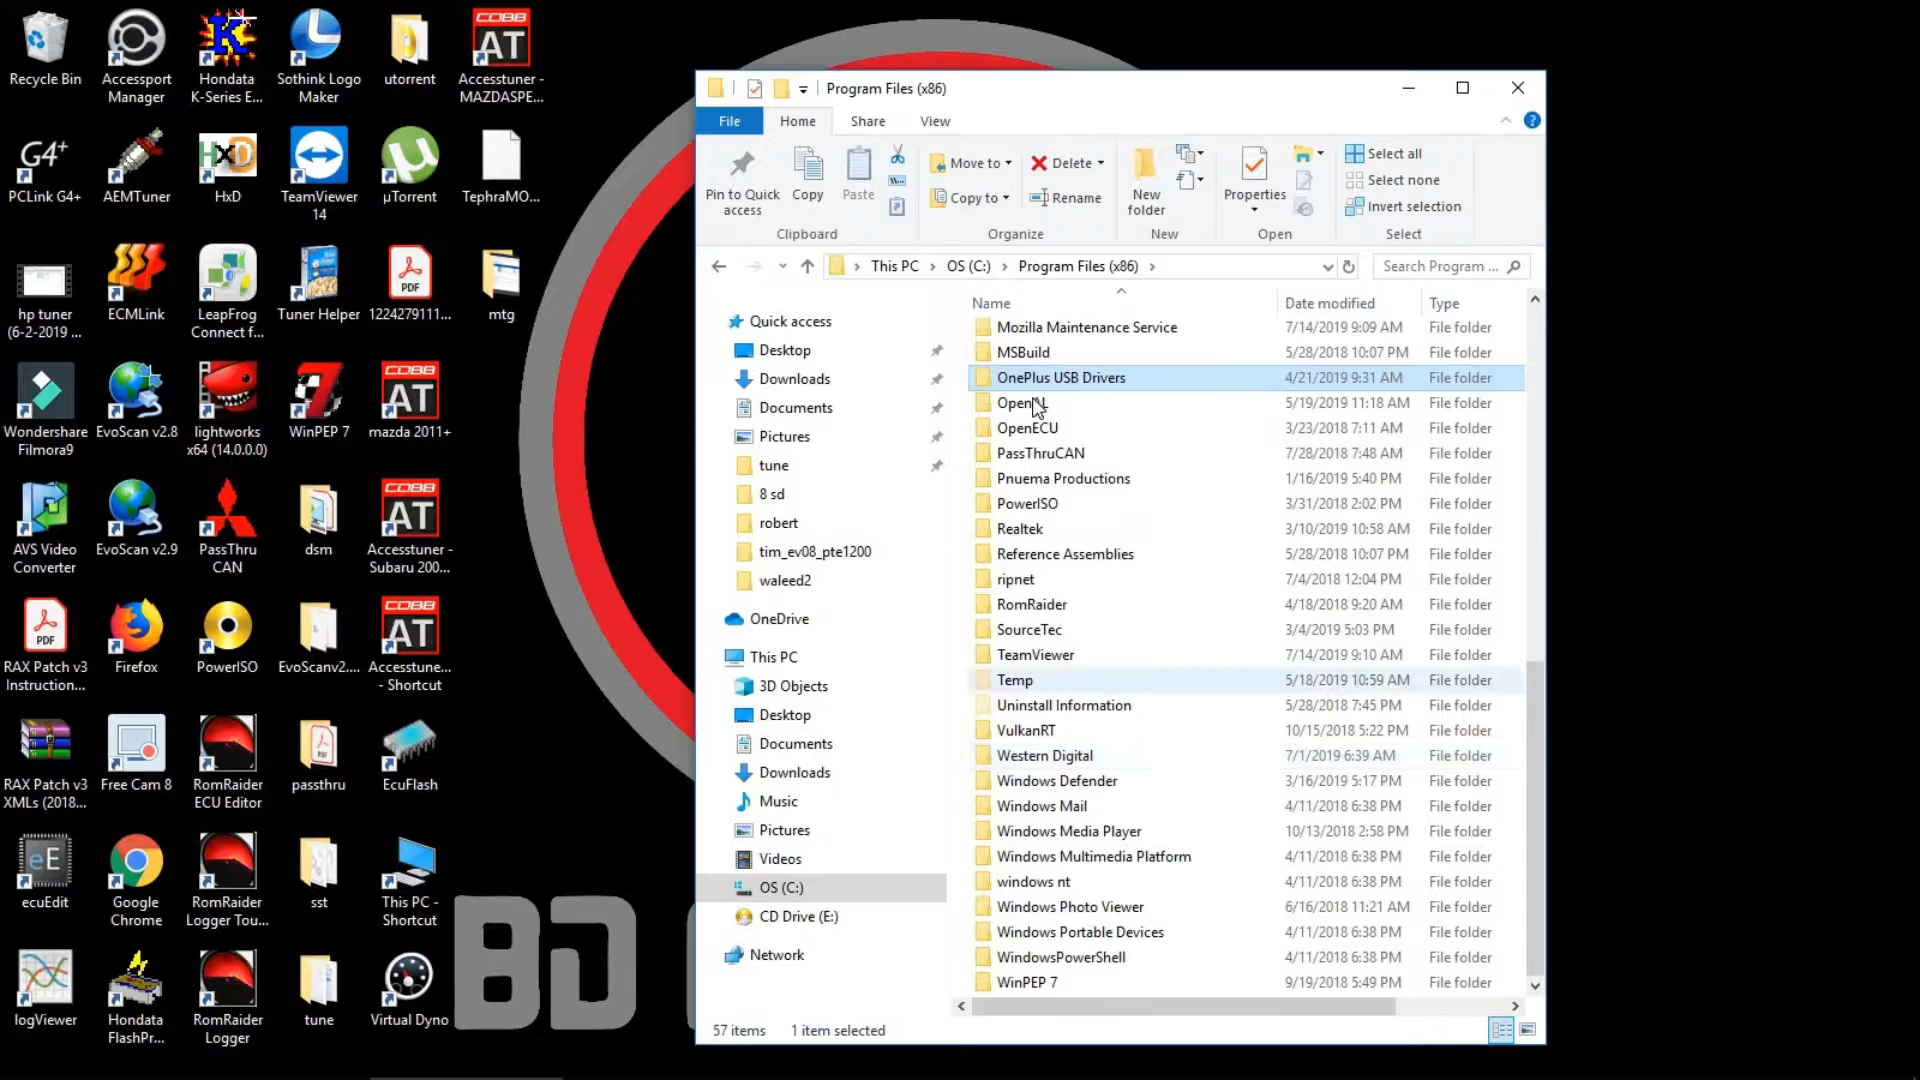 Recycle Bin
Accessport
Manager
Hondata
K-Series E...
Sothink Logo
Maker
utorrent
COBB
AT
Accesstuner -
MAZDASPE...
G4+
PCLink G4+
AEMTuner
HxD
HxD
TeamViewer
14
µTorrent
TephraMO...
hp tuner
(6-2-2019 ...
ECMLink
LeapFrog
Connect f...
Tuner Helper
PDF
1224279111...
mtg
Wondershare
Filmora9
EvoScan v2.8
lightworks
x64 (14.0.0.0)
7
WinPEP 7
COBB
AT
mazda 2011+
AVS Video
Converter
EvoScan v2.9
PassThru
CAN
dsm
COBB
AT
Accesstuner -
Subaru 200...
PDF
RAX Patch v3
Instruction...
Firefox
PowerISO
EvoScanv2....
COBB
AT
Accesstune...
- Shortcut
RAX Patch v3
XMLs (2018...
Free Cam 8
RomRaider
ECU Editor
passthru
EcuFlash
eE
ecuEdit
Google
Chrome
RomRaider
Logger Tou...
sst
This PC -
Shortcut
logViewer
Hondata
FlashPr...
RomRaider
Logger
tune
Virtual Dyno
BD
Program Files (x86)
File
Home
Share
View
Pin to Quick
access
Copy
Paste
Move to
Copy to
Delete
Rename
New
folder
Properties
Select all
Select none
Invert selection
Clipboard
Organize
New
Open
Select
This PC
OS (C:)
Program Files (x86)
Search Program ...
Quick access
Desktop
Downloads
Documents
Pictures
tune
8 sd
robert
tim_ev08_pte1200
waleed2
OneDrive
This PC
3D Objects
Desktop
Documents
Downloads
Music
Pictures
Videos
OS (C:)
CD Drive (E:)
Network
Name Date modified Type
Mozilla Maintenance Service 7/14/2019 9:09 AM File folder
MSBuild 5/28/2018 10:07 PM File folder
OnePlus USB Drivers 4/21/2019 9:31 AM File folder
OpenAL 5/19/2019 11:18 AM File folder
OpenECU 3/23/2018 7:11 AM File folder
PassThruCAN 7/28/2018 7:48 AM File folder
Pnuema Productions 1/16/2019 5:40 PM File folder
PowerISO 3/31/2018 2:02 PM File folder
Realtek 3/10/2019 10:58 AM File folder
Reference Assemblies 5/28/2018 10:07 PM File folder
ripnet 7/4/2018 12:04 PM File folder
RomRaider 4/18/2018 9:20 AM File folder
SourceTec 3/4/2019 5:03 PM File folder
TeamViewer 7/14/2019 9:10 AM File folder
Temp 5/18/2019 10:59 AM File folder
Uninstall Information 5/28/2018 7:45 PM File folder
VulkanRT 10/15/2018 5:22 PM File folder
Western Digital 7/1/2019 6:39 AM File folder
Windows Defender 3/16/2019 5:17 PM File folder
Windows Mail 4/11/2018 6:38 PM File folder
Windows Media Player 10/13/2018 2:58 PM File folder
Windows Multimedia Platform 4/11/2018 6:38 PM File folder
windows nt 4/11/2018 6:38 PM File folder
Windows Photo Viewer 6/16/2018 11:21 AM File folder
Windows Portable Devices 4/11/2018 6:38 PM File folder
WindowsPowerShell 4/11/2018 6:38 PM File folder
WinPEP 7 9/19/2018 5:49 PM File folder
57 items 1 item selected